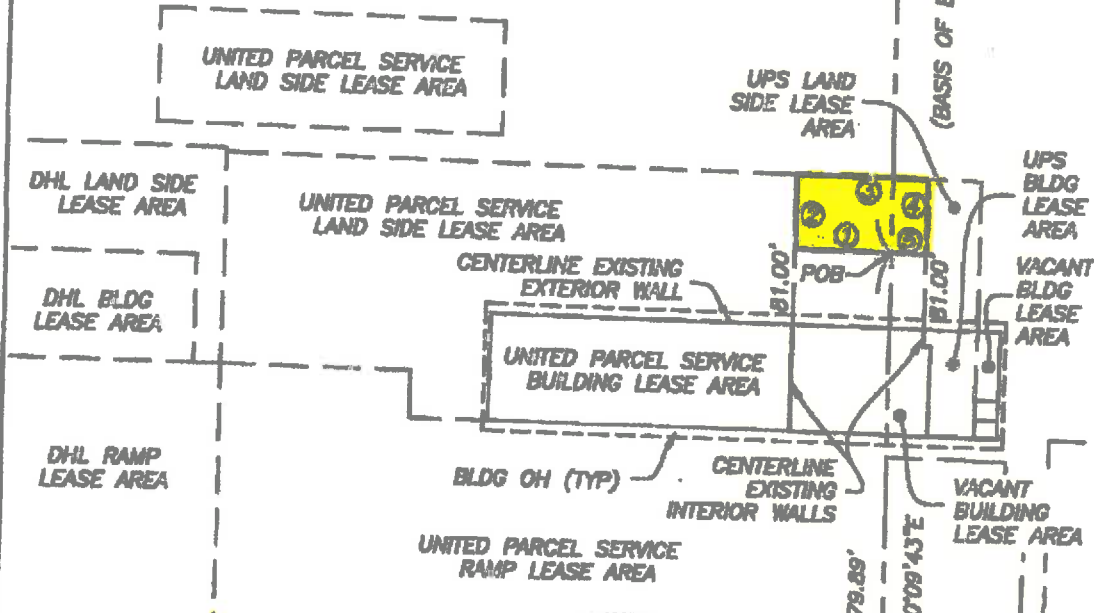 UNITED PARCEL SERVICE
LAND SIDE LEASE AREA
UPS LAND
SIDE LEASE
AREA
(BASIS OF
DHL LAND SIDE
LEASE AREA
UNITED PARCEL SERVICE
LAND SIDE LEASE AREA
3
4
2
1
5
UPS
BLDG
LEASE
AREA
CENTERLINE EXISTING
EXTERIOR WALL
81.00'
POB
81.00'
VACANT
BLDG
LEASE
AREA
DHL BLDG
LEASE AREA
UNITED PARCEL SERVICE
BUILDING LEASE AREA
DHL RAMP
LEASE AREA
BLDG OH (TYP)
CENTERLINE
EXISTING
INTERIOR WALLS
VACANT
BUILDING
LEASE AREA
UNITED PARCEL SERVICE
RAMP LEASE AREA
79.89'
0°09'43"E